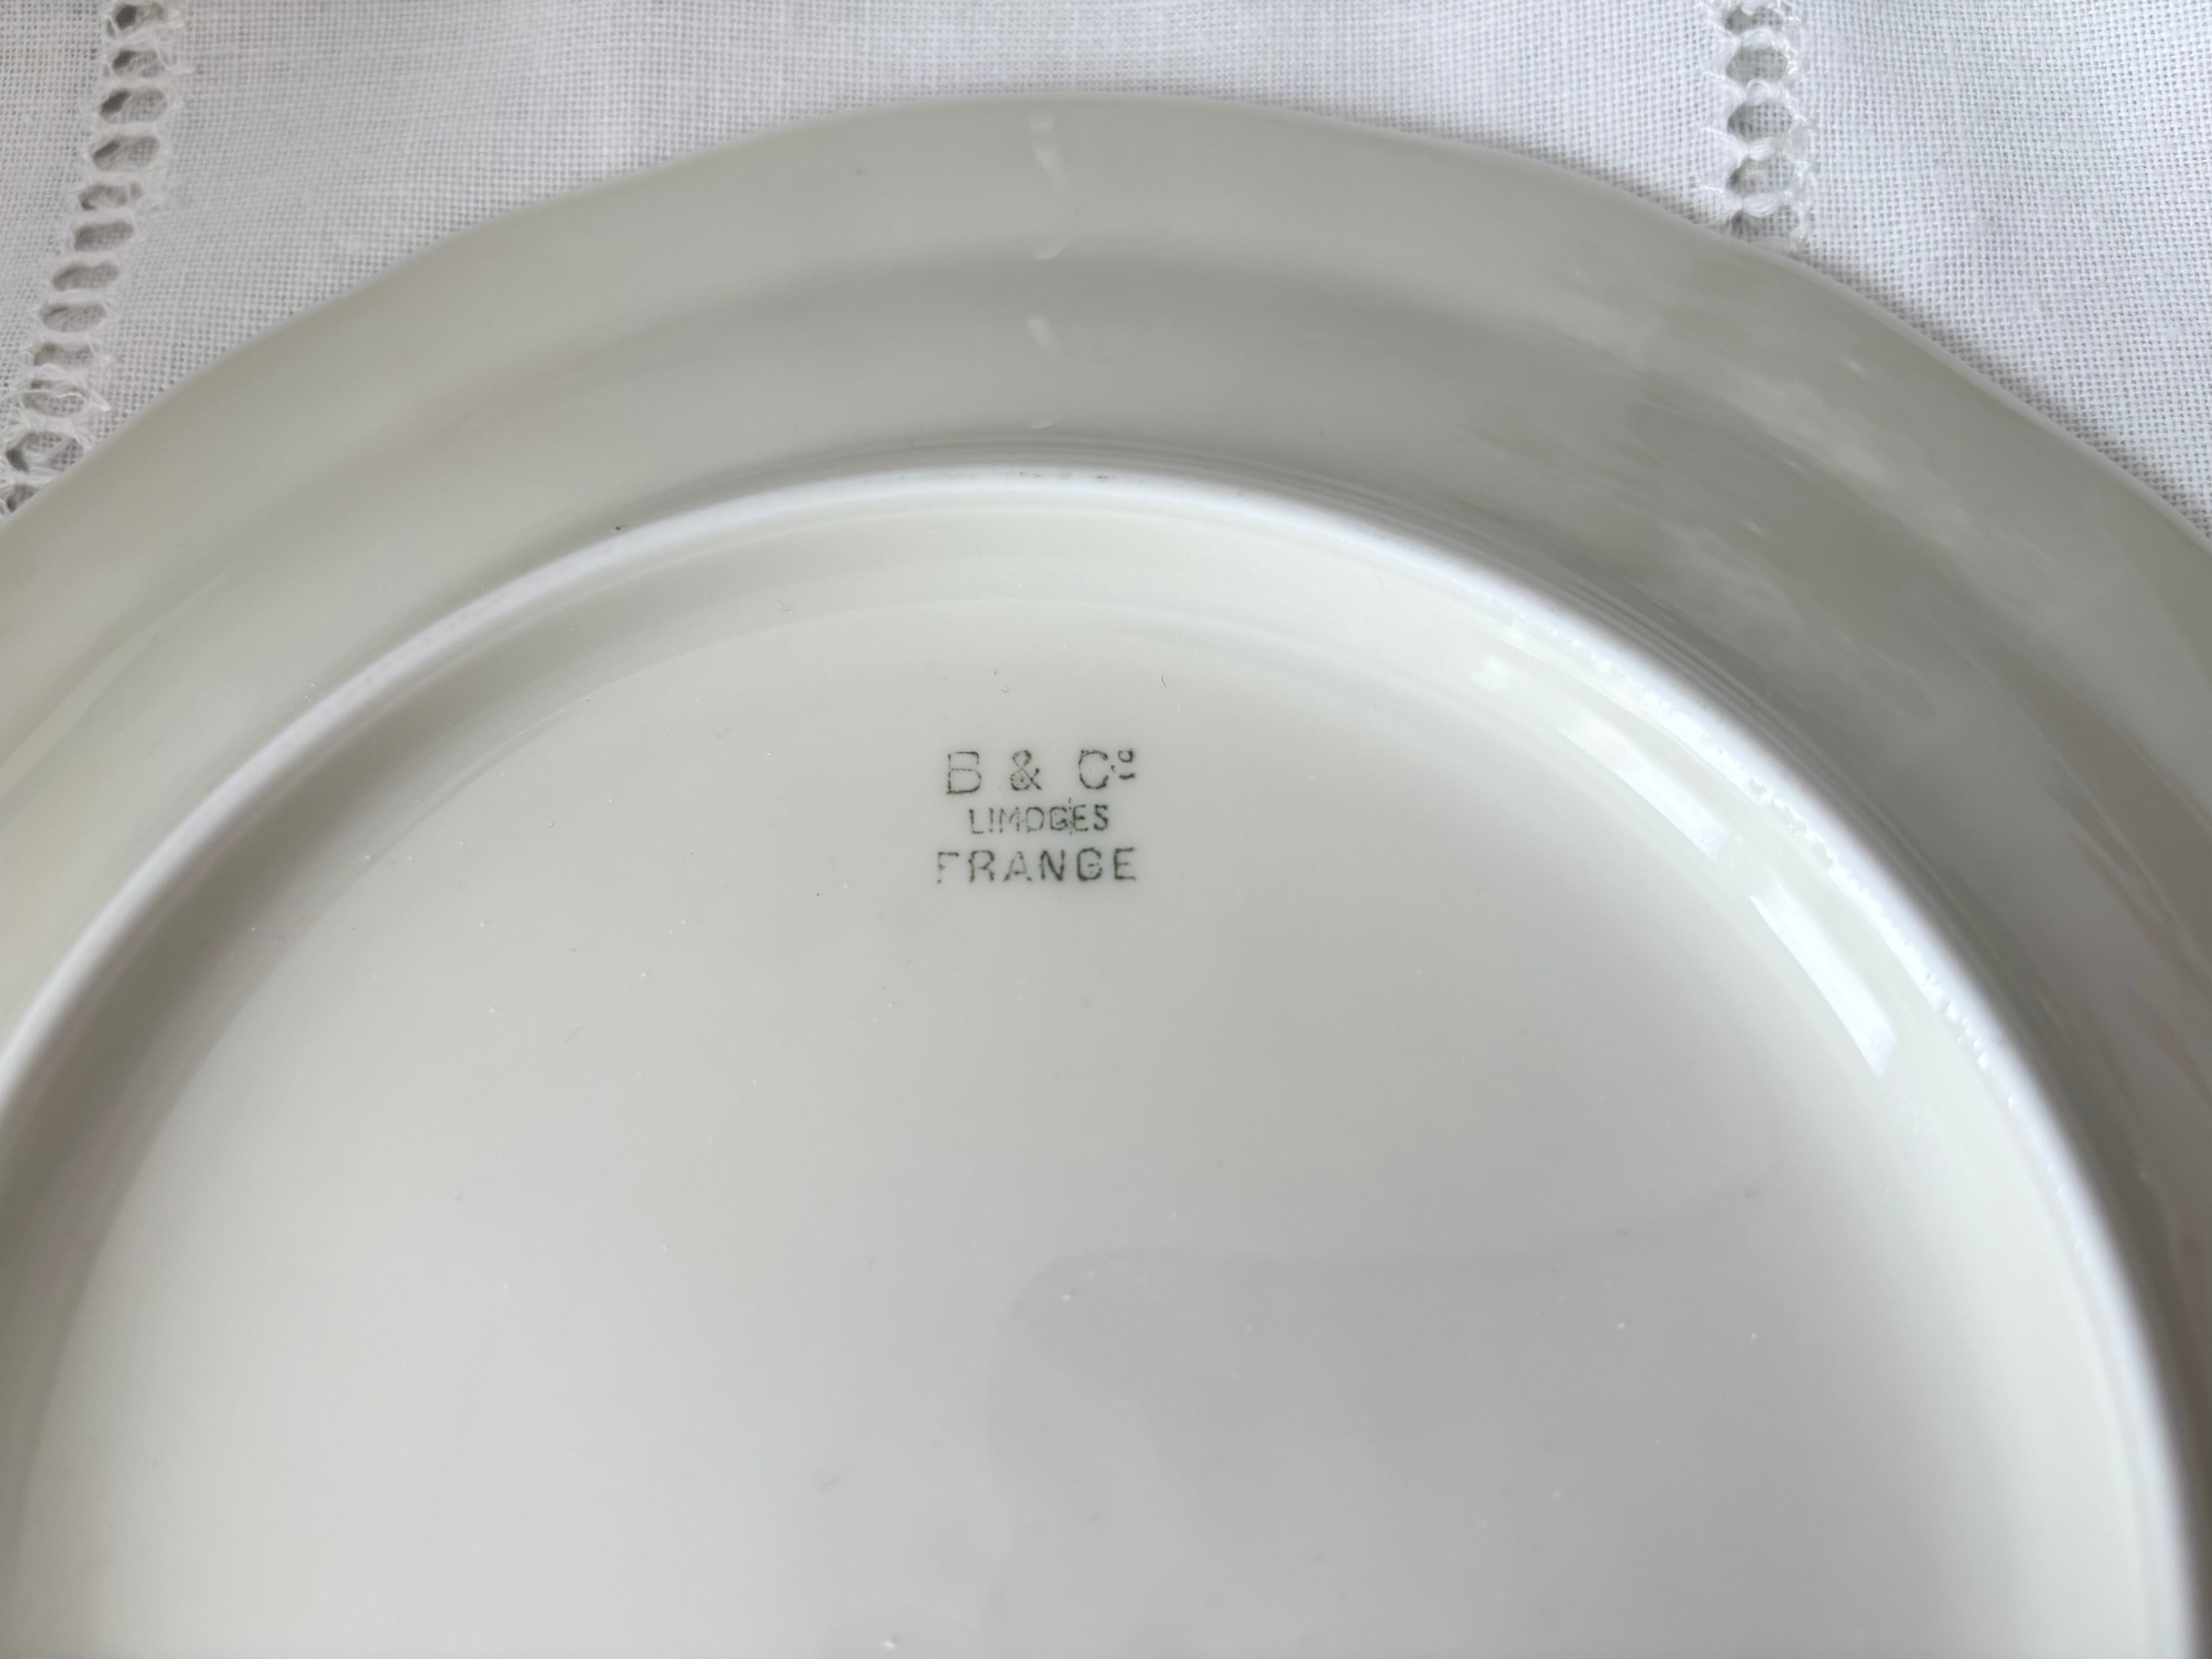 B & Cº
LIMOGES
FRANCE